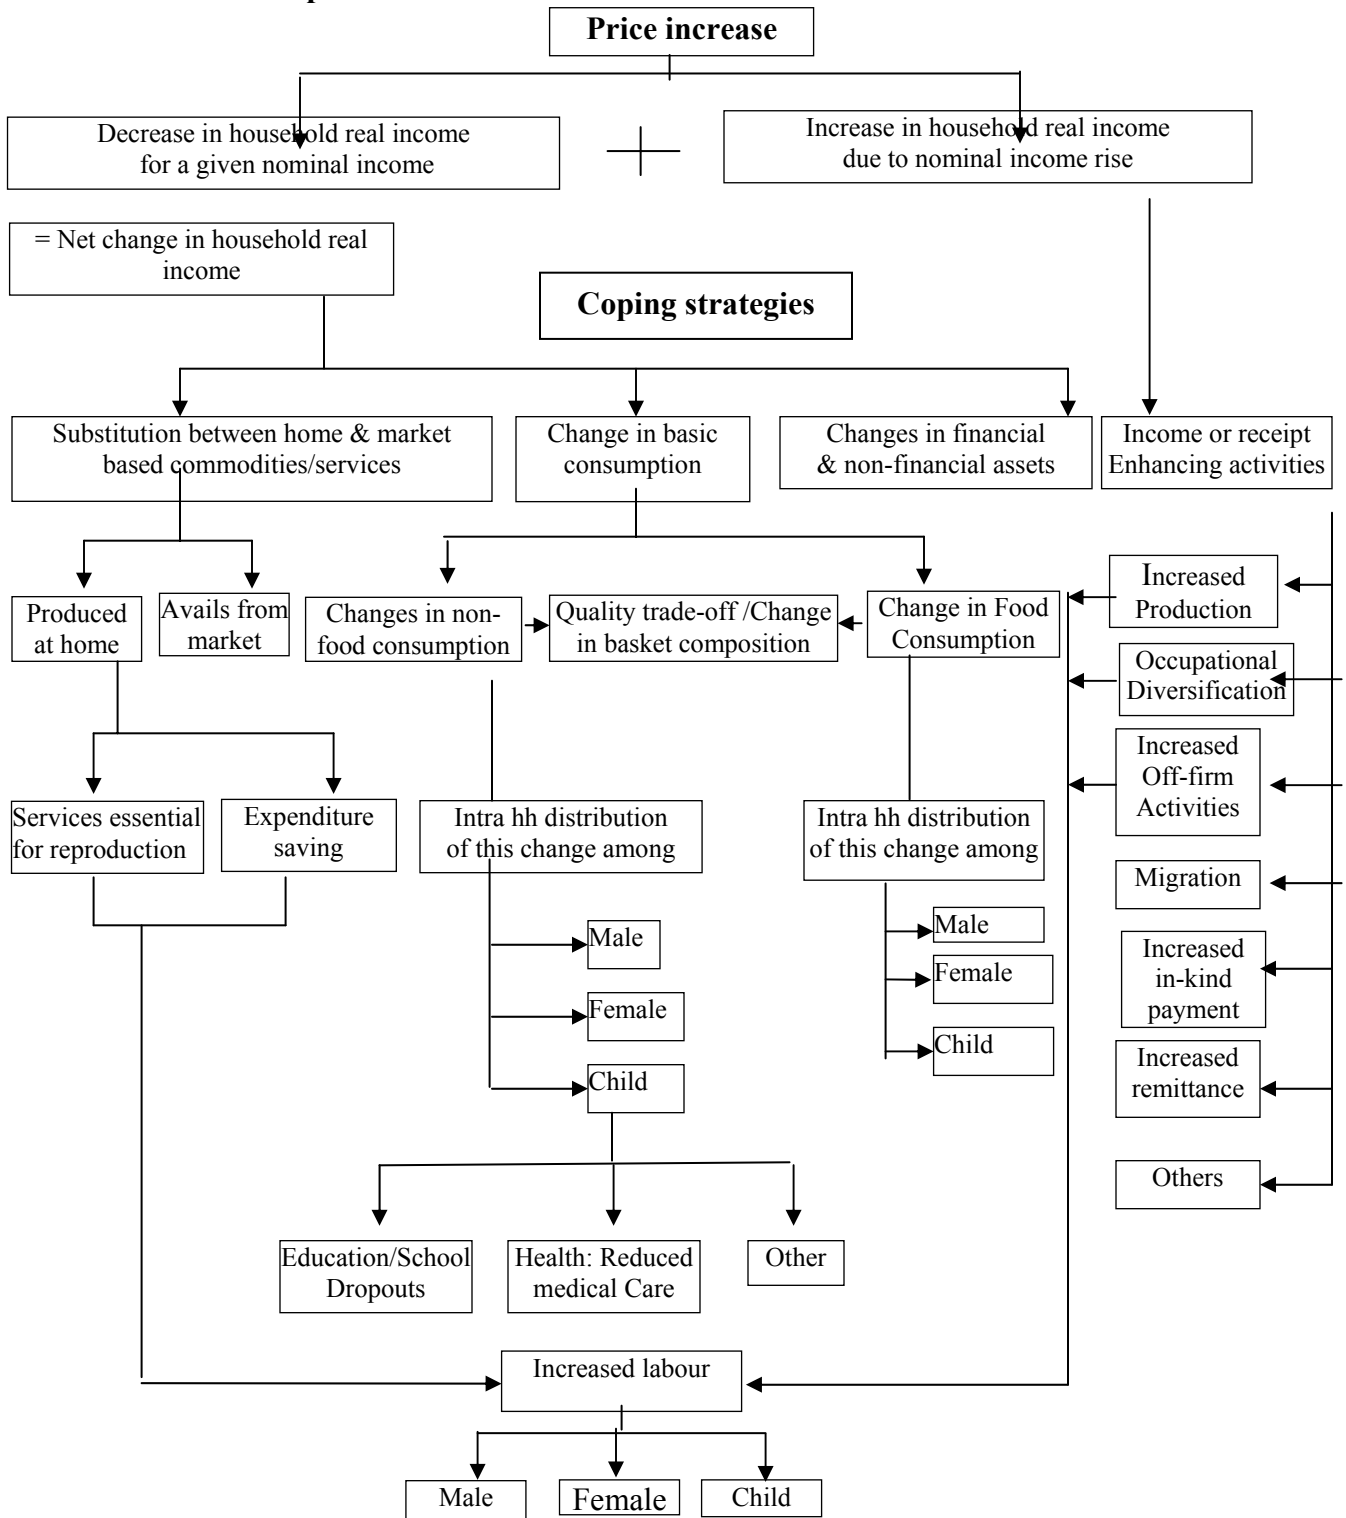 Price increase
Decrease in household real income
for a given nominal income
Increase in household real income
due to nominal income rise
= Net change in household real
income
Coping strategies
Substitution between home & market
based commodities/services
Change in basic
consumption
Changes in financial
& non-financial assets
Income or receipt
Enhancing activities
Produced
at home
Avails from
market
Changes in non-
food consumption
Quality trade-off /Change
in basket composition
Change in Food
Consumption
Increased
Production
Occupational
Diversification
Increased
Off-firm
Activities
Migration
Increased
in-kind
payment
Increased
remittance
Others
Services essential
for reproduction
Expenditure
saving
Intra hh distribution
of this change among
Intra hh distribution
of this change among
Male
Female
Child
Male
Female
Child
Education/School
Dropouts
Health: Reduced
medical Care
Other
Increased labour
Male
Female
Child